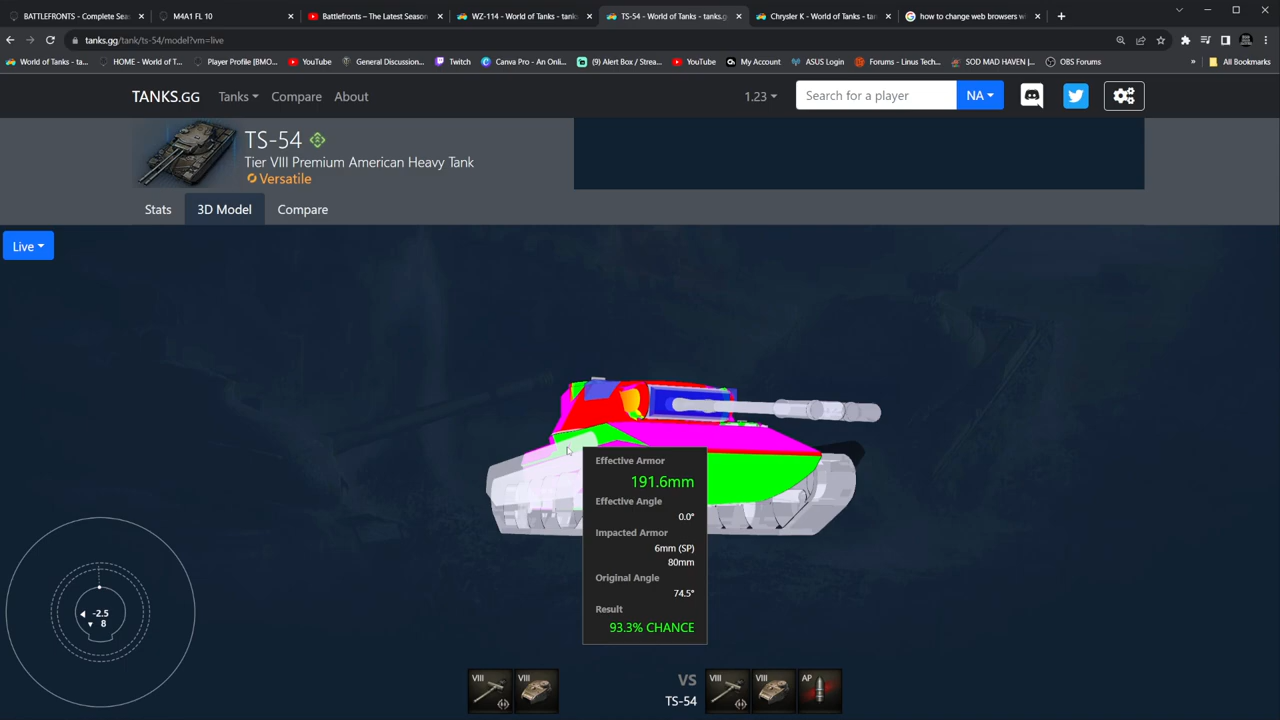 BATTLEFRONTS - Complete Sea
M4A1 FL 10
Battlefronts – The Latest Season
WZ-114 - World of Tanks - tanks
TS-54 - World of Tanks - tanks.g
Chrysler K - World of Tanks - tan
how to change web browsers w
tanks.gg/tank/ts-54/model?vm=live
World of Tanks - ta...
HOME - World of T...
Player Profile [BMO...
YouTube
General Discussion...
Twitch
Canva Pro - An Onli...
(9) Alert Box / Strea...
YouTube
My Account
ASUS Login
Forums - Linus Tech...
SOD MAD HAVEN |...
OBS Forums
»
All Bookmarks
TANKS.GG
Tanks
Compare
About
1.23
Search for a player
NA
TS-54
Tier VIII Premium American Heavy Tank
Versatile
Stats
3D Model
Compare
Live
Effective Armor
191.6mm
Effective Angle
0.0°
Impacted Armor
6mm (SP)
80mm
Original Angle
74.5°
Result
93.3% CHANCE
-2.5
8
VIII
VIII
VS
TS-54
VIII
VIII
AP